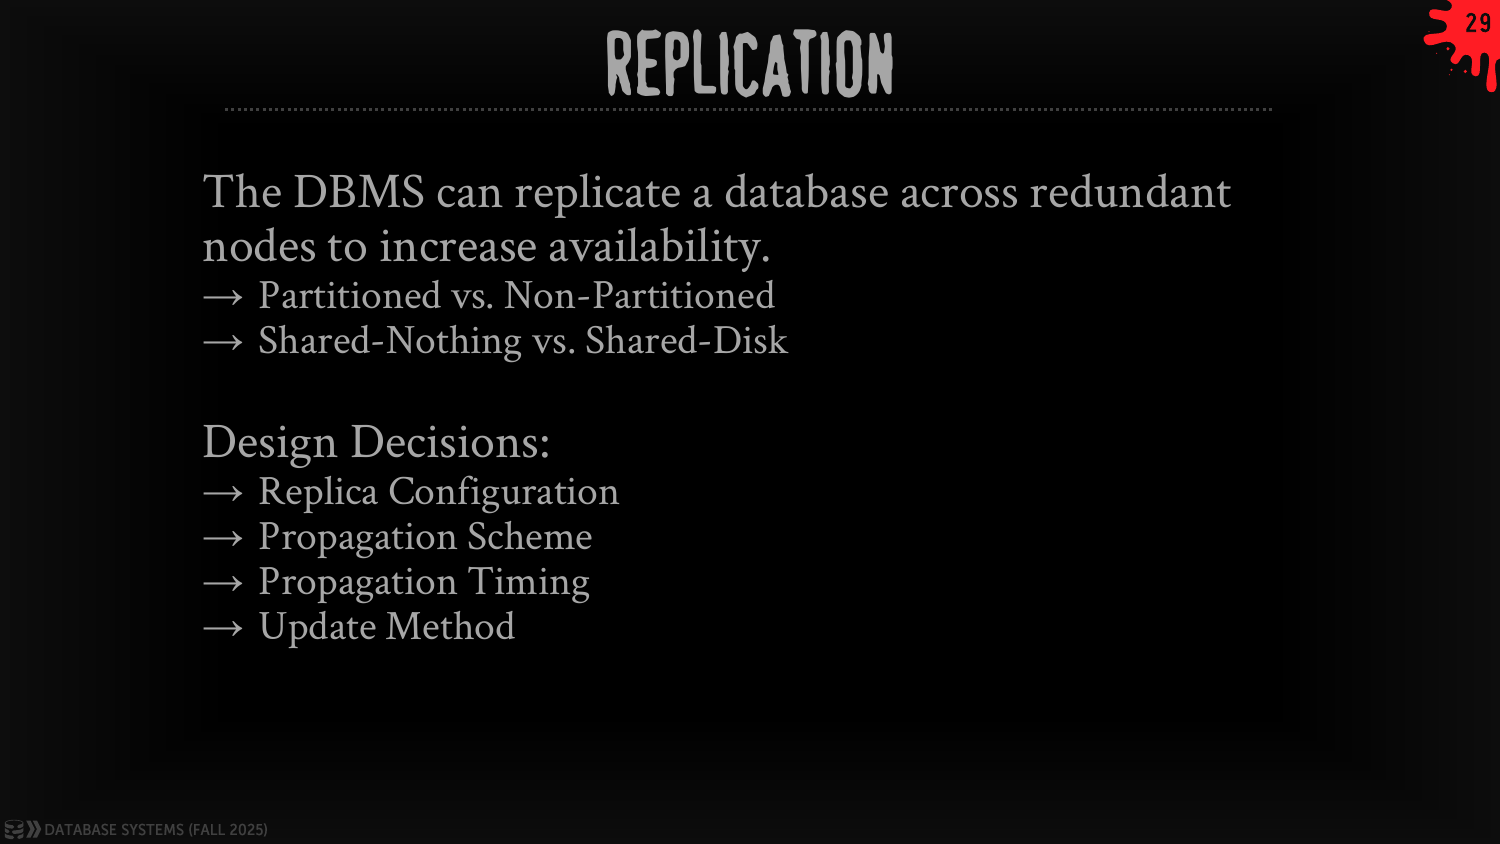 REPLICATION
29
The DBMS can replicate a database across redundant
nodes to increase availability.
→ Partitioned vs. Non-Partitioned
→ Shared-Nothing vs. Shared-Disk
Design Decisions:
→ Replica Configuration
→ Propagation Scheme
→ Propagation Timing
→ Update Method
DATABASE SYSTEMS (FALL 2025)